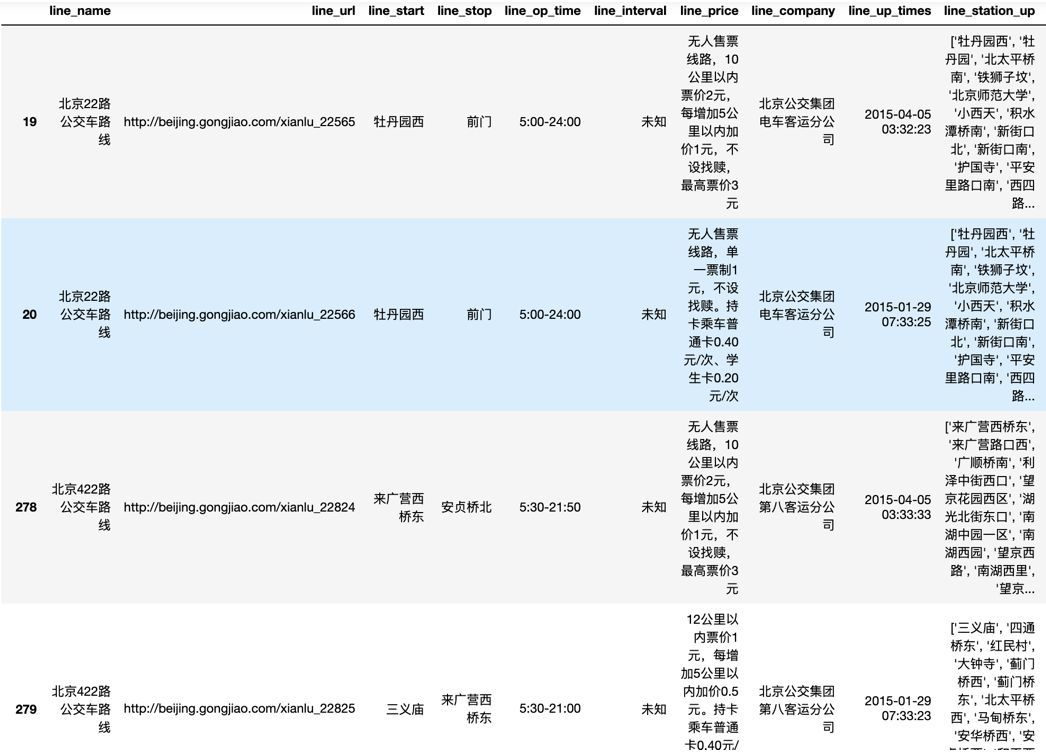 line_name line_url line_start line_stop line_op_time line_interval line_price line_company line_up_times line_station_up
19
北京22路
公交车路
线
http://beijing.gongjiao.com/xianlu_22565
牡丹园西
前门
5:00-24:00
未知
无人售票
线路，10
公里以内
票价2元，
每增加5公
里以内加
价1元，不
设找赎，
最高票价3
元
北京公交集团
电车客运分公
司
2015-04-05
03:32:23
['牡丹园西', '牡
丹园', '北太平桥
南', '铁狮子坟',
'北京师范大学',
'小西天', '积水
潭桥南', '新街口
北', '新街口南',
'护国寺', '平安
里路口南', '西四
路...
20
北京22路
公交车路
线
http://beijing.gongjiao.com/xianlu_22566
牡丹园西
前门
5:00-24:00
未知
无人售票
线路，单
一票制1
元，不设
找赎。持
卡乘车普
通卡0.40
元/次、学
生卡0.20
元/次
北京公交集团
电车客运分公
司
2015-01-29
07:33:25
['牡丹园西', '牡
丹园', '北太平桥
南', '铁狮子坟',
'北京师范大学',
'小西天', '积水
潭桥南', '新街口
北', '新街口南',
'护国寺', '平安
里路口南', '西四
路...
278
北京422路
公交车路
线
http://beijing.gongjiao.com/xianlu_22824
来广营西
桥东
安贞桥北
5:30-21:50
未知
无人售票
线路，10
公里以内
票价2元，
每增加5公
里以内加
价1元，不
设找赎，
最高票价3
元
北京公交集团
第八客运分公
司
2015-04-05
03:33:33
['来广营西桥东',
'来广营路口西',
'广顺桥南', '利
泽中街西口', '望
京花园西区', '湖
光北街东口', '南
湖中园一区', '南
湖西园', '望京西
路', '南湖西里',
'望京...
279
北京422路
公交车路
线
http://beijing.gongjiao.com/xianlu_22825
三义庙
来广营西
桥东
5:30-21:00
未知
12公里以
内票价1
元，每增
加5公里以
内加价0.5
元。持卡
乘车普通
卡0.40元/
北京公交集团
第八客运分公
司
2015-01-29
07:33:23
['三义庙', '四通
桥东', '红民村',
'大钟寺', '蓟门
桥西', '蓟门桥
东', '北太平桥
西', '马甸桥东',
'安华桥西', '安